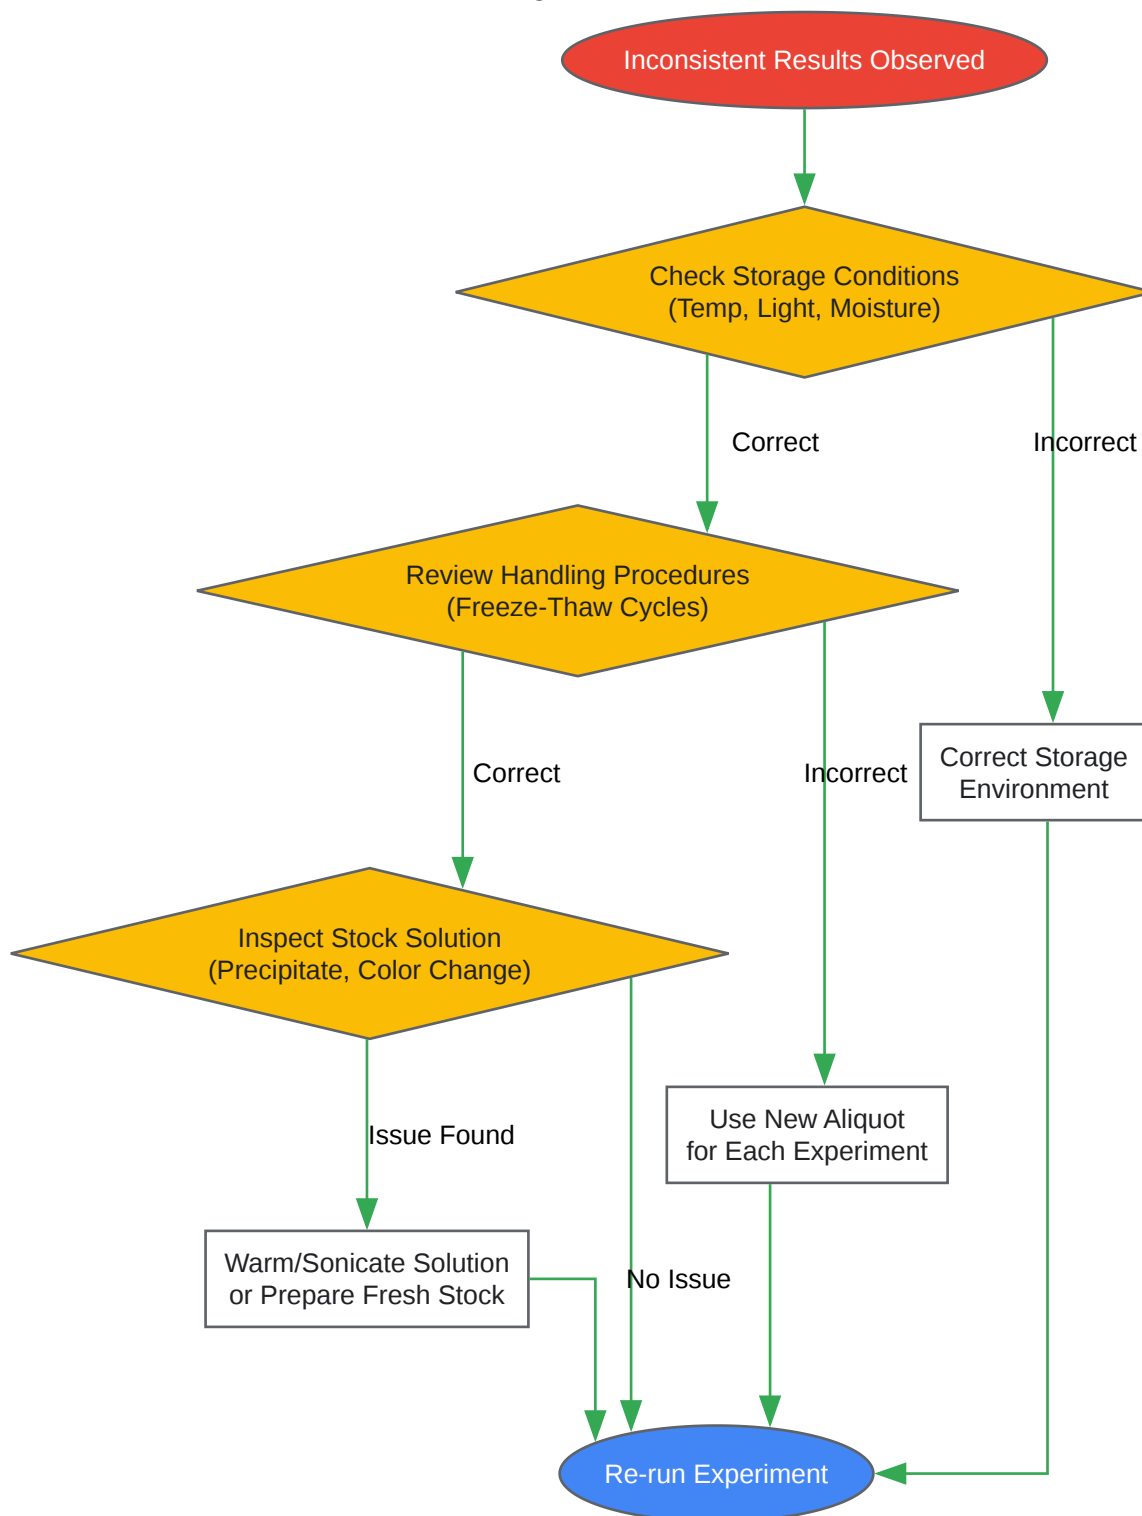 Inconsistent Results Observed
Check Storage Conditions
(Temp, Light, Moisture)
Correct
Incorrect
Review Handling Procedures
(Freeze-Thaw Cycles)
Correct
Incorrect
Correct Storage
Environment
Inspect Stock Solution
(Precipitate, Color Change)
Issue Found
Use New Aliquot
for Each Experiment
Warm/Sonicate Solution
or Prepare Fresh Stock
No Issue
Re-run Experiment